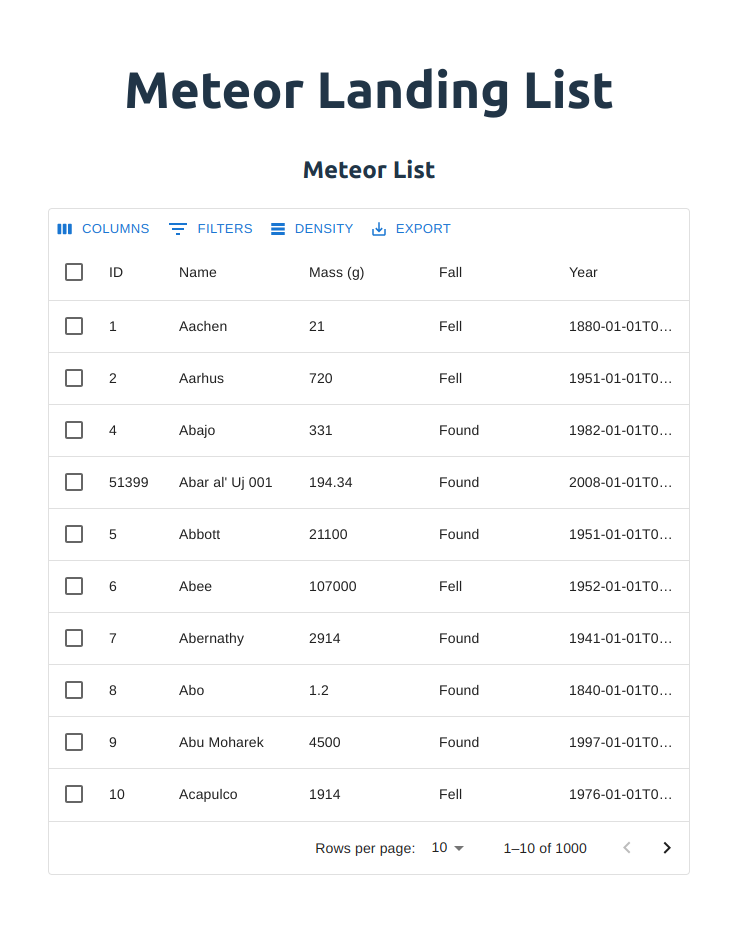 Meteor Landing List
Meteor List
COLUMNS FILTERS DENSITY EXPORT
ID Name Mass (g) Fall Year
1 Aachen 21 Fell 1880-01-01T0…
2 Aarhus 720 Fell 1951-01-01T0…
4 Abajo 331 Found 1982-01-01T0…
51399 Abar al' Uj 001 194.34 Found 2008-01-01T0…
5 Abbott 21100 Found 1951-01-01T0…
6 Abee 107000 Fell 1952-01-01T0…
7 Abernathy 2914 Found 1941-01-01T0…
8 Abo 1.2 Found 1840-01-01T0…
9 Abu Moharek 4500 Found 1997-01-01T0…
10 Acapulco 1914 Fell 1976-01-01T0…
Rows per page: 10 1–10 of 1000